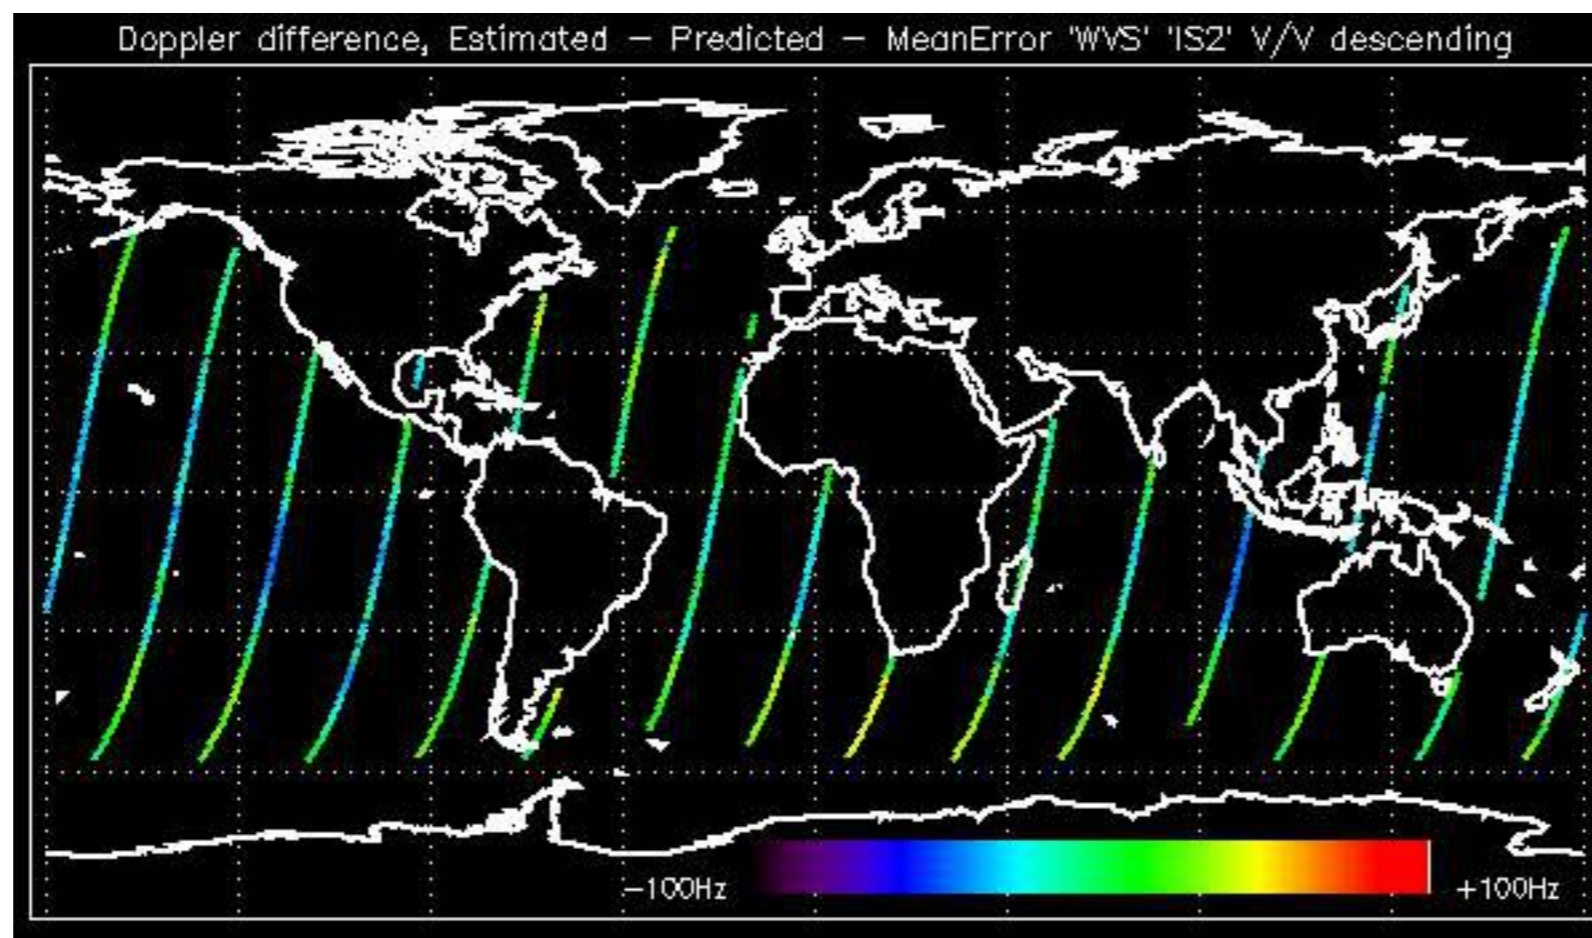 Doppler difference, Estimated – Predicted – MeanError 'WVS' 'IS2' V/V descending
–100Hz +100Hz